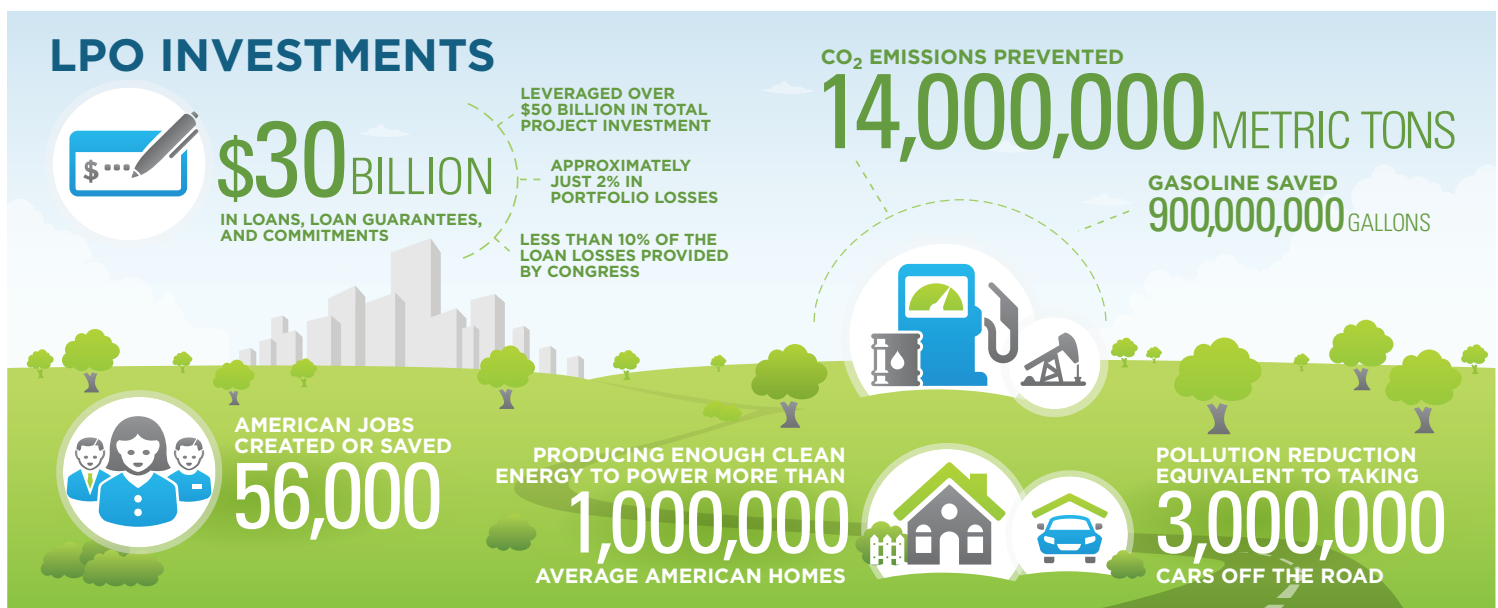 LPO INVESTMENTS
$30 BILLION
IN LOANS, LOAN GUARANTEES,
AND COMMITMENTS
LEVERAGED OVER
$50 BILLION IN TOTAL
PROJECT INVESTMENT
APPROXIMATELY
JUST 2% IN
PORTFOLIO LOSSES
LESS THAN 10% OF THE
LOAN LOSSES PROVIDED
BY CONGRESS
CO₂ EMISSIONS PREVENTED
14,000,000 METRIC TONS
GASOLINE SAVED
900,000,000 GALLONS
$
AMERICAN JOBS
CREATED OR SAVED
56,000
PRODUCING ENOUGH CLEAN
ENERGY TO POWER MORE THAN
1,000,000
AVERAGE AMERICAN HOMES
POLLUTION REDUCTION
EQUIVALENT TO TAKING
3,000,000
CARS OFF THE ROAD